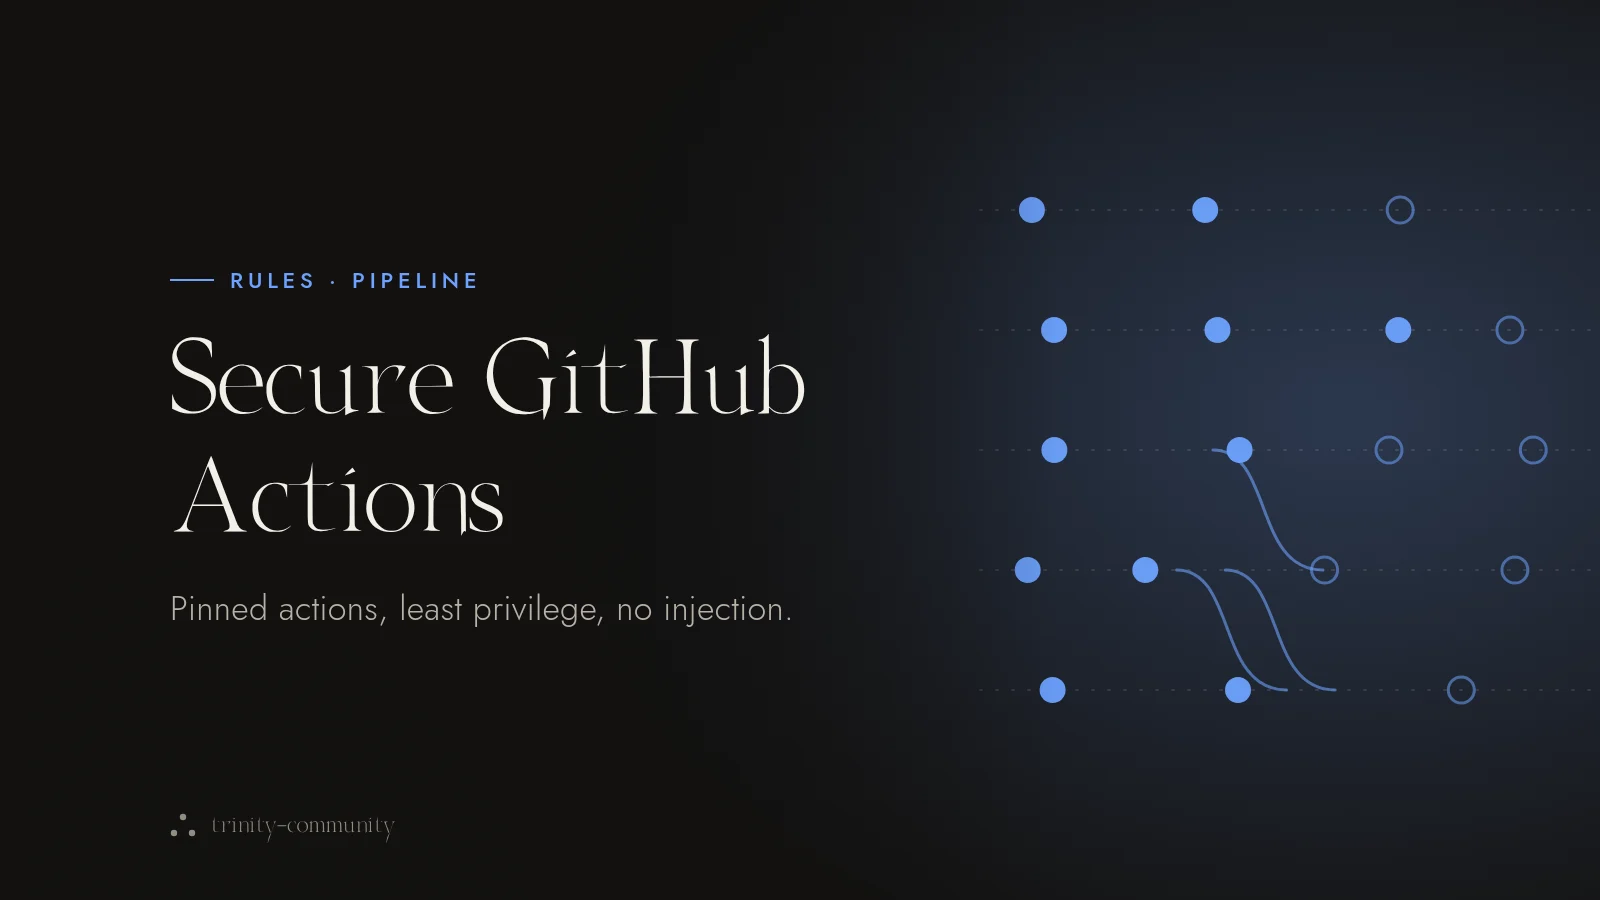 RULES · PIPELINE
Secure GitHub
Actions
Pinned actions, least privilege, no injection.
trinity-community